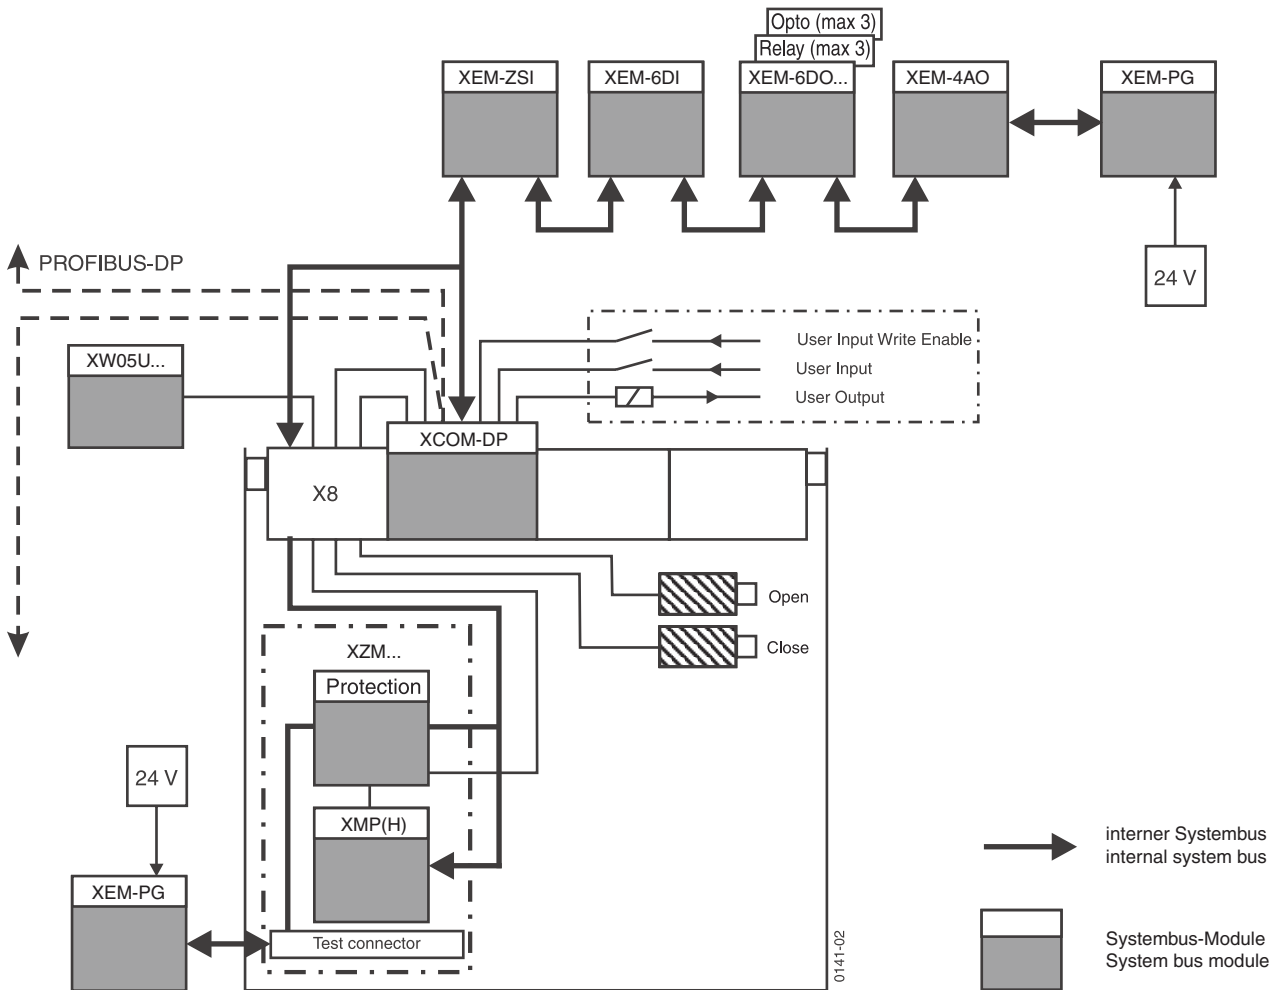 Opto (max 3)
Relay (max 3)
XEM-ZSI
XEM-6DI
XEM-6DO...
XEM-4AO
XEM-PG
24 V
PROFIBUS-DP
User Input Write Enable
User Input
User Output
XW05U...
XCOM-DP
X8
Open
Close
XZM...
Protection
24 V
XMP(H)
XEM-PG
Test connector
0141-02
interner Systembus
internal system bus
Systembus-Module
System bus module